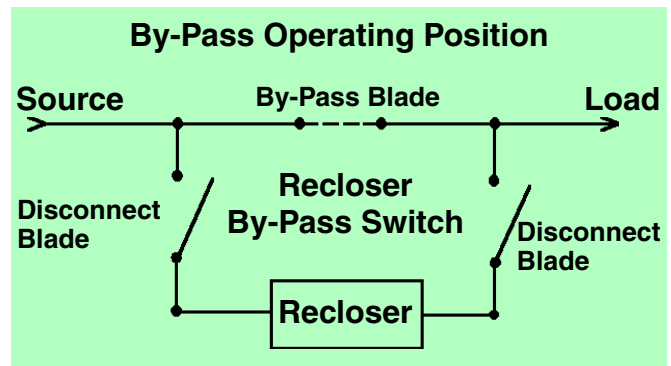 By-Pass Operating Position
Source
By-Pass Blade
Load
Recloser
By-Pass Switch
Disconnect
Blade
Disconnect
Blade
Recloser